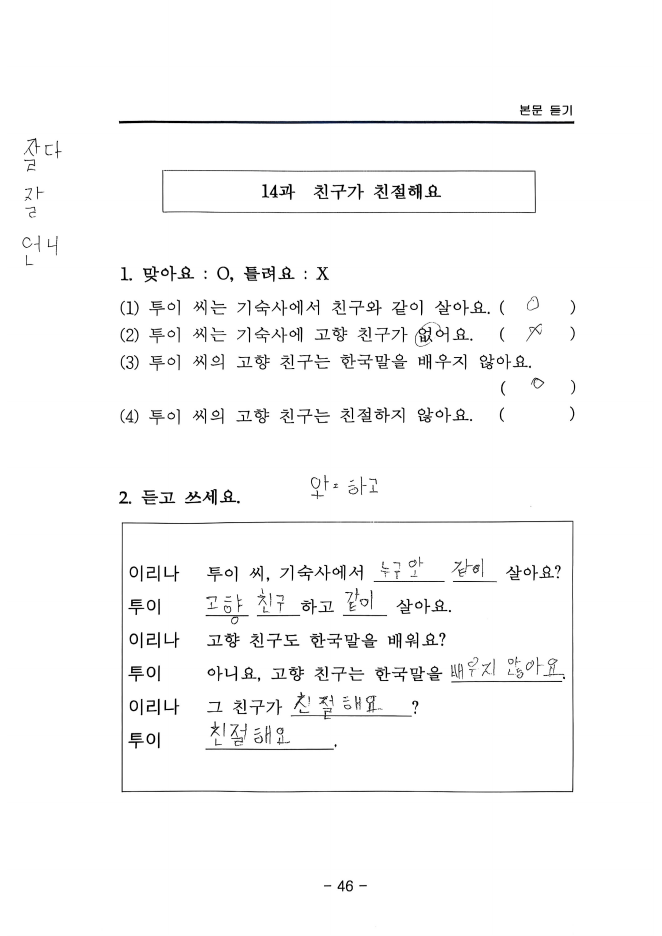 본문 듣기
잘다
잘
언니
14과 친구가 친절해요
1. 맞아요 : O, 틀려요 : X
(1) 투이 씨는 기숙사에서 친구와 같이 살아요. ( O )
(2) 투이 씨는 기숙사에 고향 친구가 없어요. ( X )
(3) 투이 씨의 고향 친구는 한국말을 배우지 않아요.
( O )
(4) 투이 씨의 고향 친구는 친절하지 않아요. ( )
2. 듣고 쓰세요.
와 = 하고
이리나 투이 씨, 기숙사에서 누구와 같이 살아요?
투이 고향 친구 하고 같이 살아요.
이리나 고향 친구도 한국말을 배워요?
투이 아니요, 고향 친구는 한국말을 배우지 않아요.
이리나 그 친구가 친절해요 ?
투이 친절해요 .
- 46 -